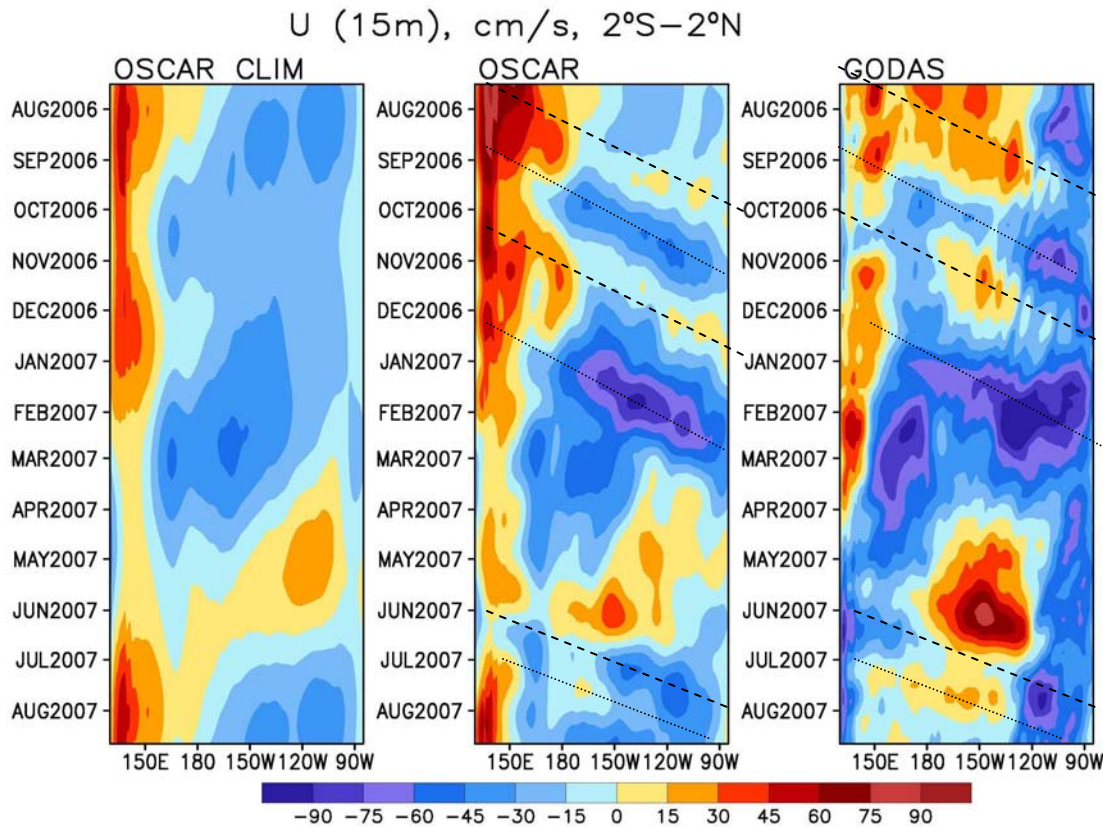 U (15m), cm/s, 2°S−2°N
OSCAR CLIM
OSCAR
GODAS
AUG2006
SEP2006
OCT2006
NOV2006
DEC2006
JAN2007
FEB2007
MAR2007
APR2007
MAY2007
JUN2007
JUL2007
AUG2007
150E 180 150W 120W 90W
AUG2006
SEP2006
OCT2006
NOV2006
DEC2006
JAN2007
FEB2007
MAR2007
APR2007
MAY2007
JUN2007
JUL2007
AUG2007
150E 180 150W 120W 90W
AUG2006
SEP2006
OCT2006
NOV2006
DEC2006
JAN2007
FEB2007
MAR2007
APR2007
MAY2007
JUN2007
JUL2007
AUG2007
150E 180 150W 120W 90W
−90 −75 −60 −45 −30 −15 0 15 30 45 60 75 90